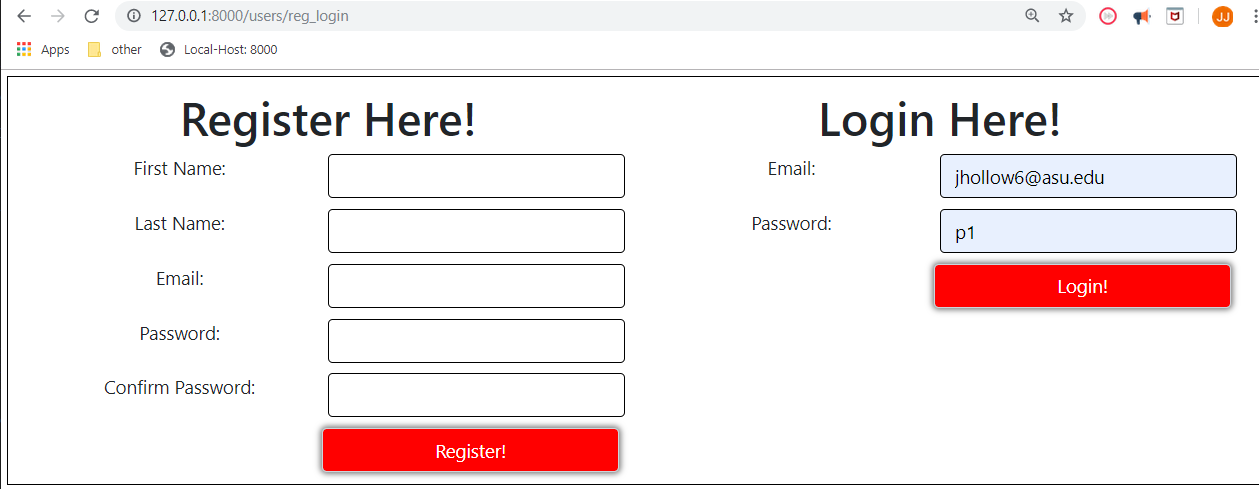 127.0.0.1:8000/users/reg_login
JJ
Apps other Local-Host: 8000
Register Here!
First Name:
Last Name:
Email:
Password:
Confirm Password:
Register!
Login Here!
Email: jhollow6@asu.edu
Password: p1
Login!